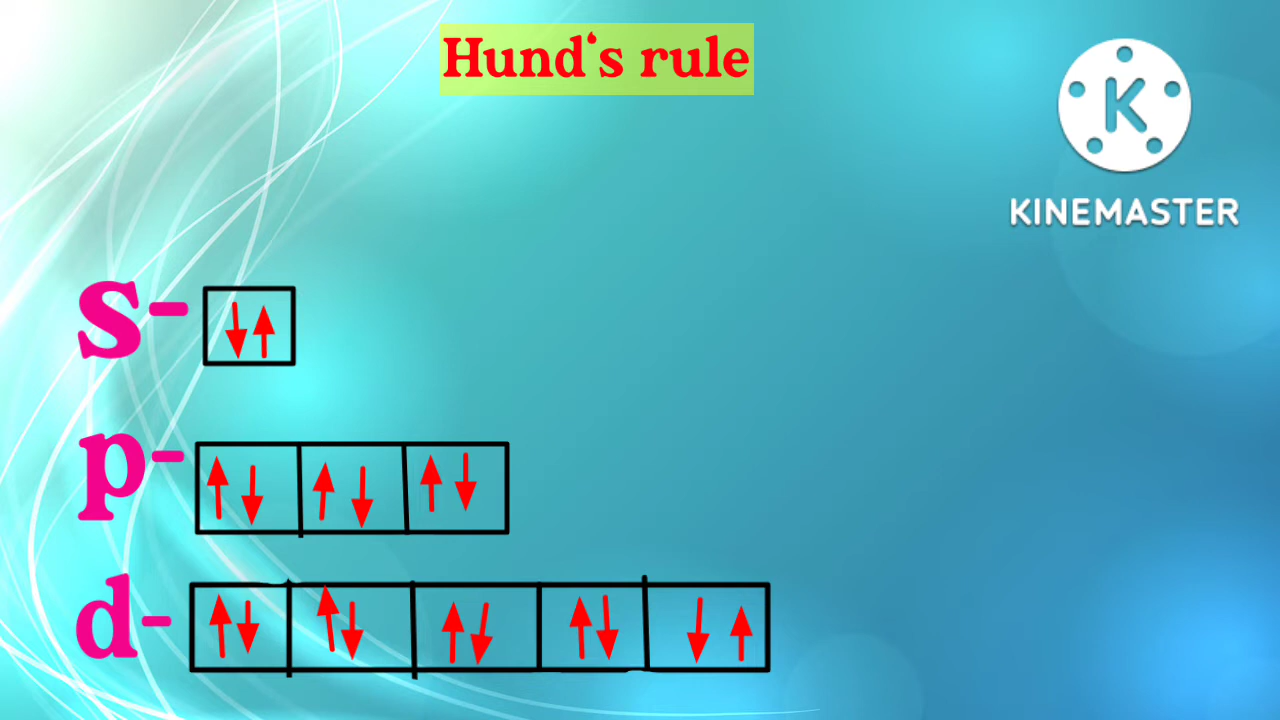 Hund‘s rule
K
KINEMASTER
s-
p-
d-